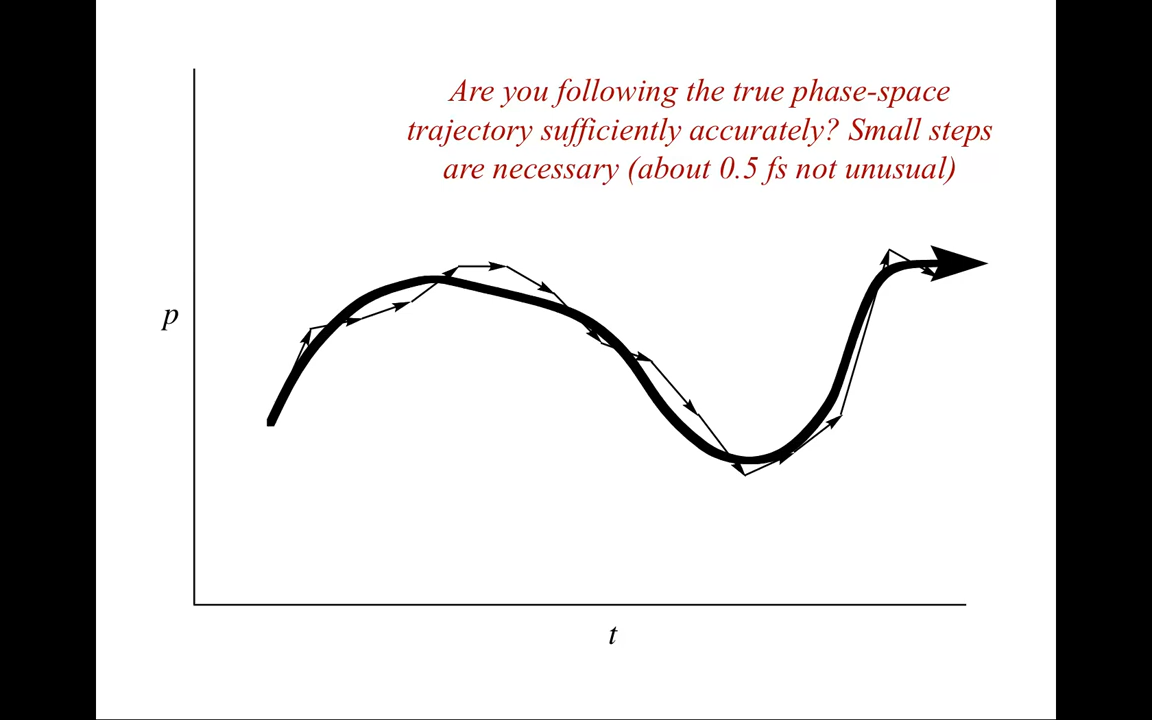 Are you following the true phase-space
trajectory sufficiently accurately? Small steps
are necessary (about 0.5 fs not unusual)
p
t